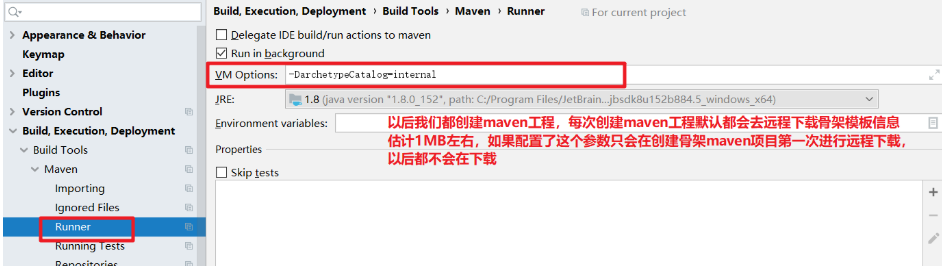 Build, Execution, Deployment › Build Tools › Maven › Runner
For current project
Appearance & Behavior
Keymap
Editor
Plugins
Version Control
Build, Execution, Deployment
Build Tools
Maven
Importing
Ignored Files
Runner
Running Tests
Repositories
Delegate IDE build/run actions to maven
Run in background
VM Options: -DarchetypeCatalog=internal
JRE: 1.8 (java version "1.8.0_152", path: C:/Program Files/JetBrain...jbsdk8u152b884.5_windows_x64)
Environment variables:
以后我们都创建maven工程，每次创建maven工程默认都会去远程下载骨架模板信息
估计1MB左右，如果配置了这个参数只会在创建骨架maven项目第一次进行远程下载，
以后都不会在下载
Properties
Skip tests